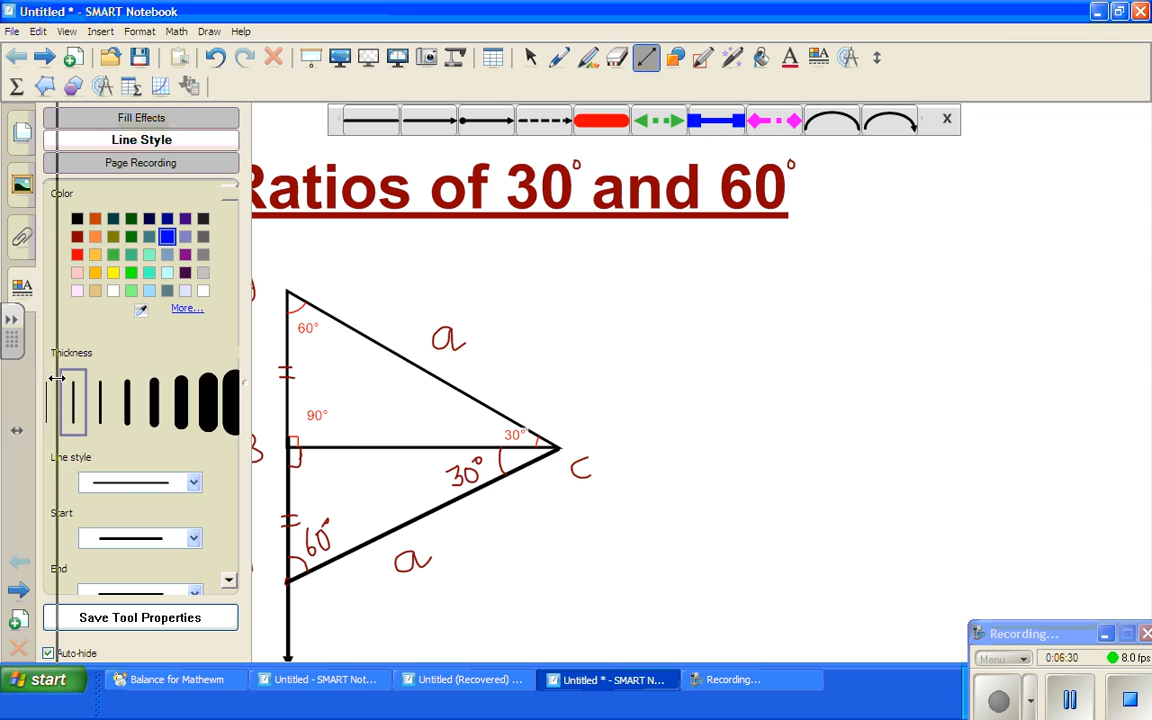 Untitled * - SMART Notebook
File Edit View Insert Format Math Draw Help
Fill Effects
Line Style
Page Recording
Color
More...
Thickness
Line style
Start
End
Save Tool Properties
Auto-hide
X
Ratios of 30° and 60°
60°
a
90°
30°
B
30°
C
60°
a
Recording...
Menu
0:06:30
8.0 fps
start
Balance for Mathewm
Untitled - SMART Not...
Untitled (Recovered) ...
Untitled * - SMART N...
Recording...